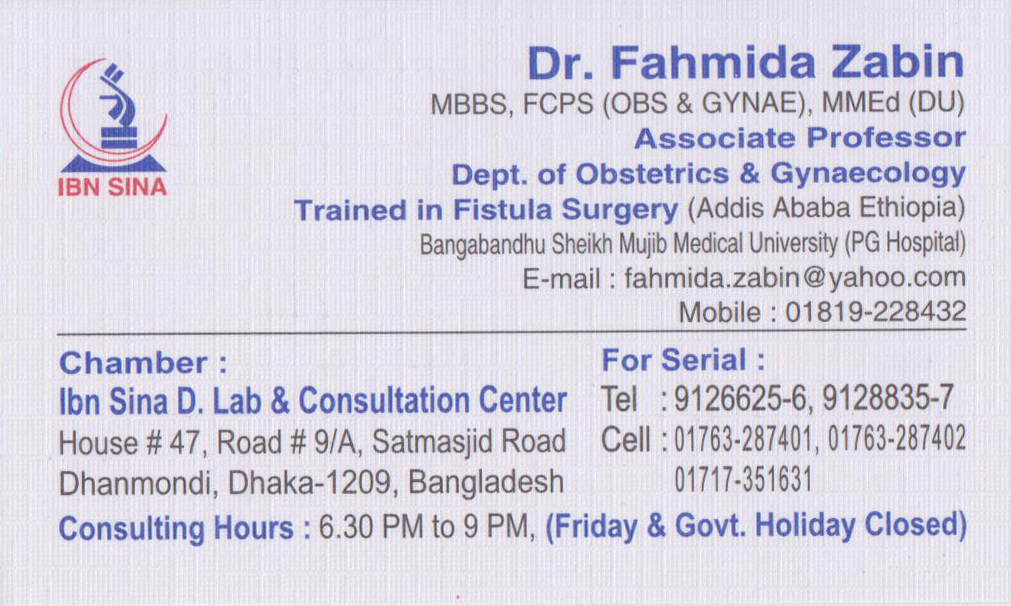 IBN SINA
Dr. Fahmida Zabin
MBBS, FCPS (OBS & GYNAE), MMEd (DU)
Associate Professor
Dept. of Obstetrics & Gynaecology
Trained in Fistula Surgery (Addis Ababa Ethiopia)
Bangabandhu Sheikh Mujib Medical University (PG Hospital)
E-mail : fahmida.zabin@yahoo.com
Mobile : 01819-228432
Chamber :
Ibn Sina D. Lab & Consultation Center
House # 47, Road # 9/A, Satmasjid Road
Dhanmondi, Dhaka-1209, Bangladesh
For Serial :
Tel : 9126625-6, 9128835-7
Cell : 01763-287401, 01763-287402
01717-351631
Consulting Hours : 6.30 PM to 9 PM, (Friday & Govt. Holiday Closed)